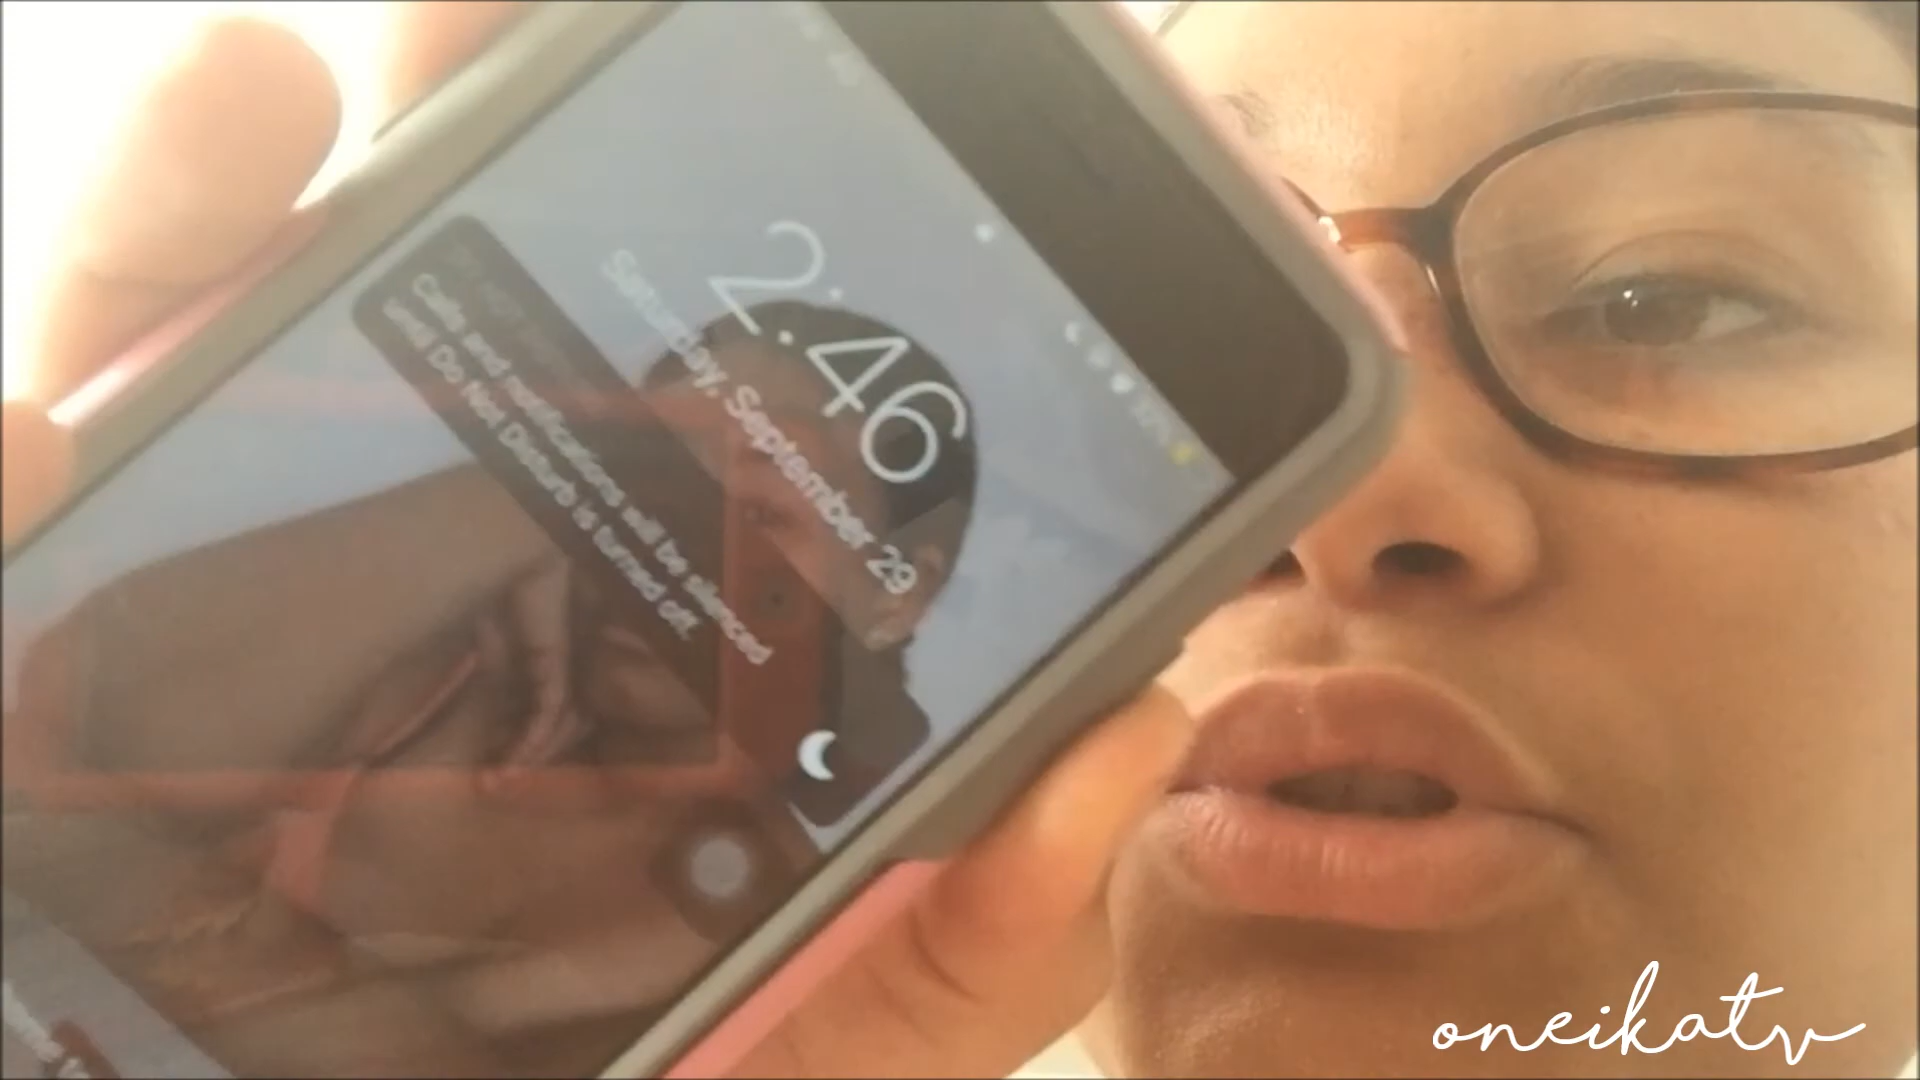 2:46
Saturday, September 29
Calls and notifications will be silenced
until Do Not Disturb is turned off.
oneikatv